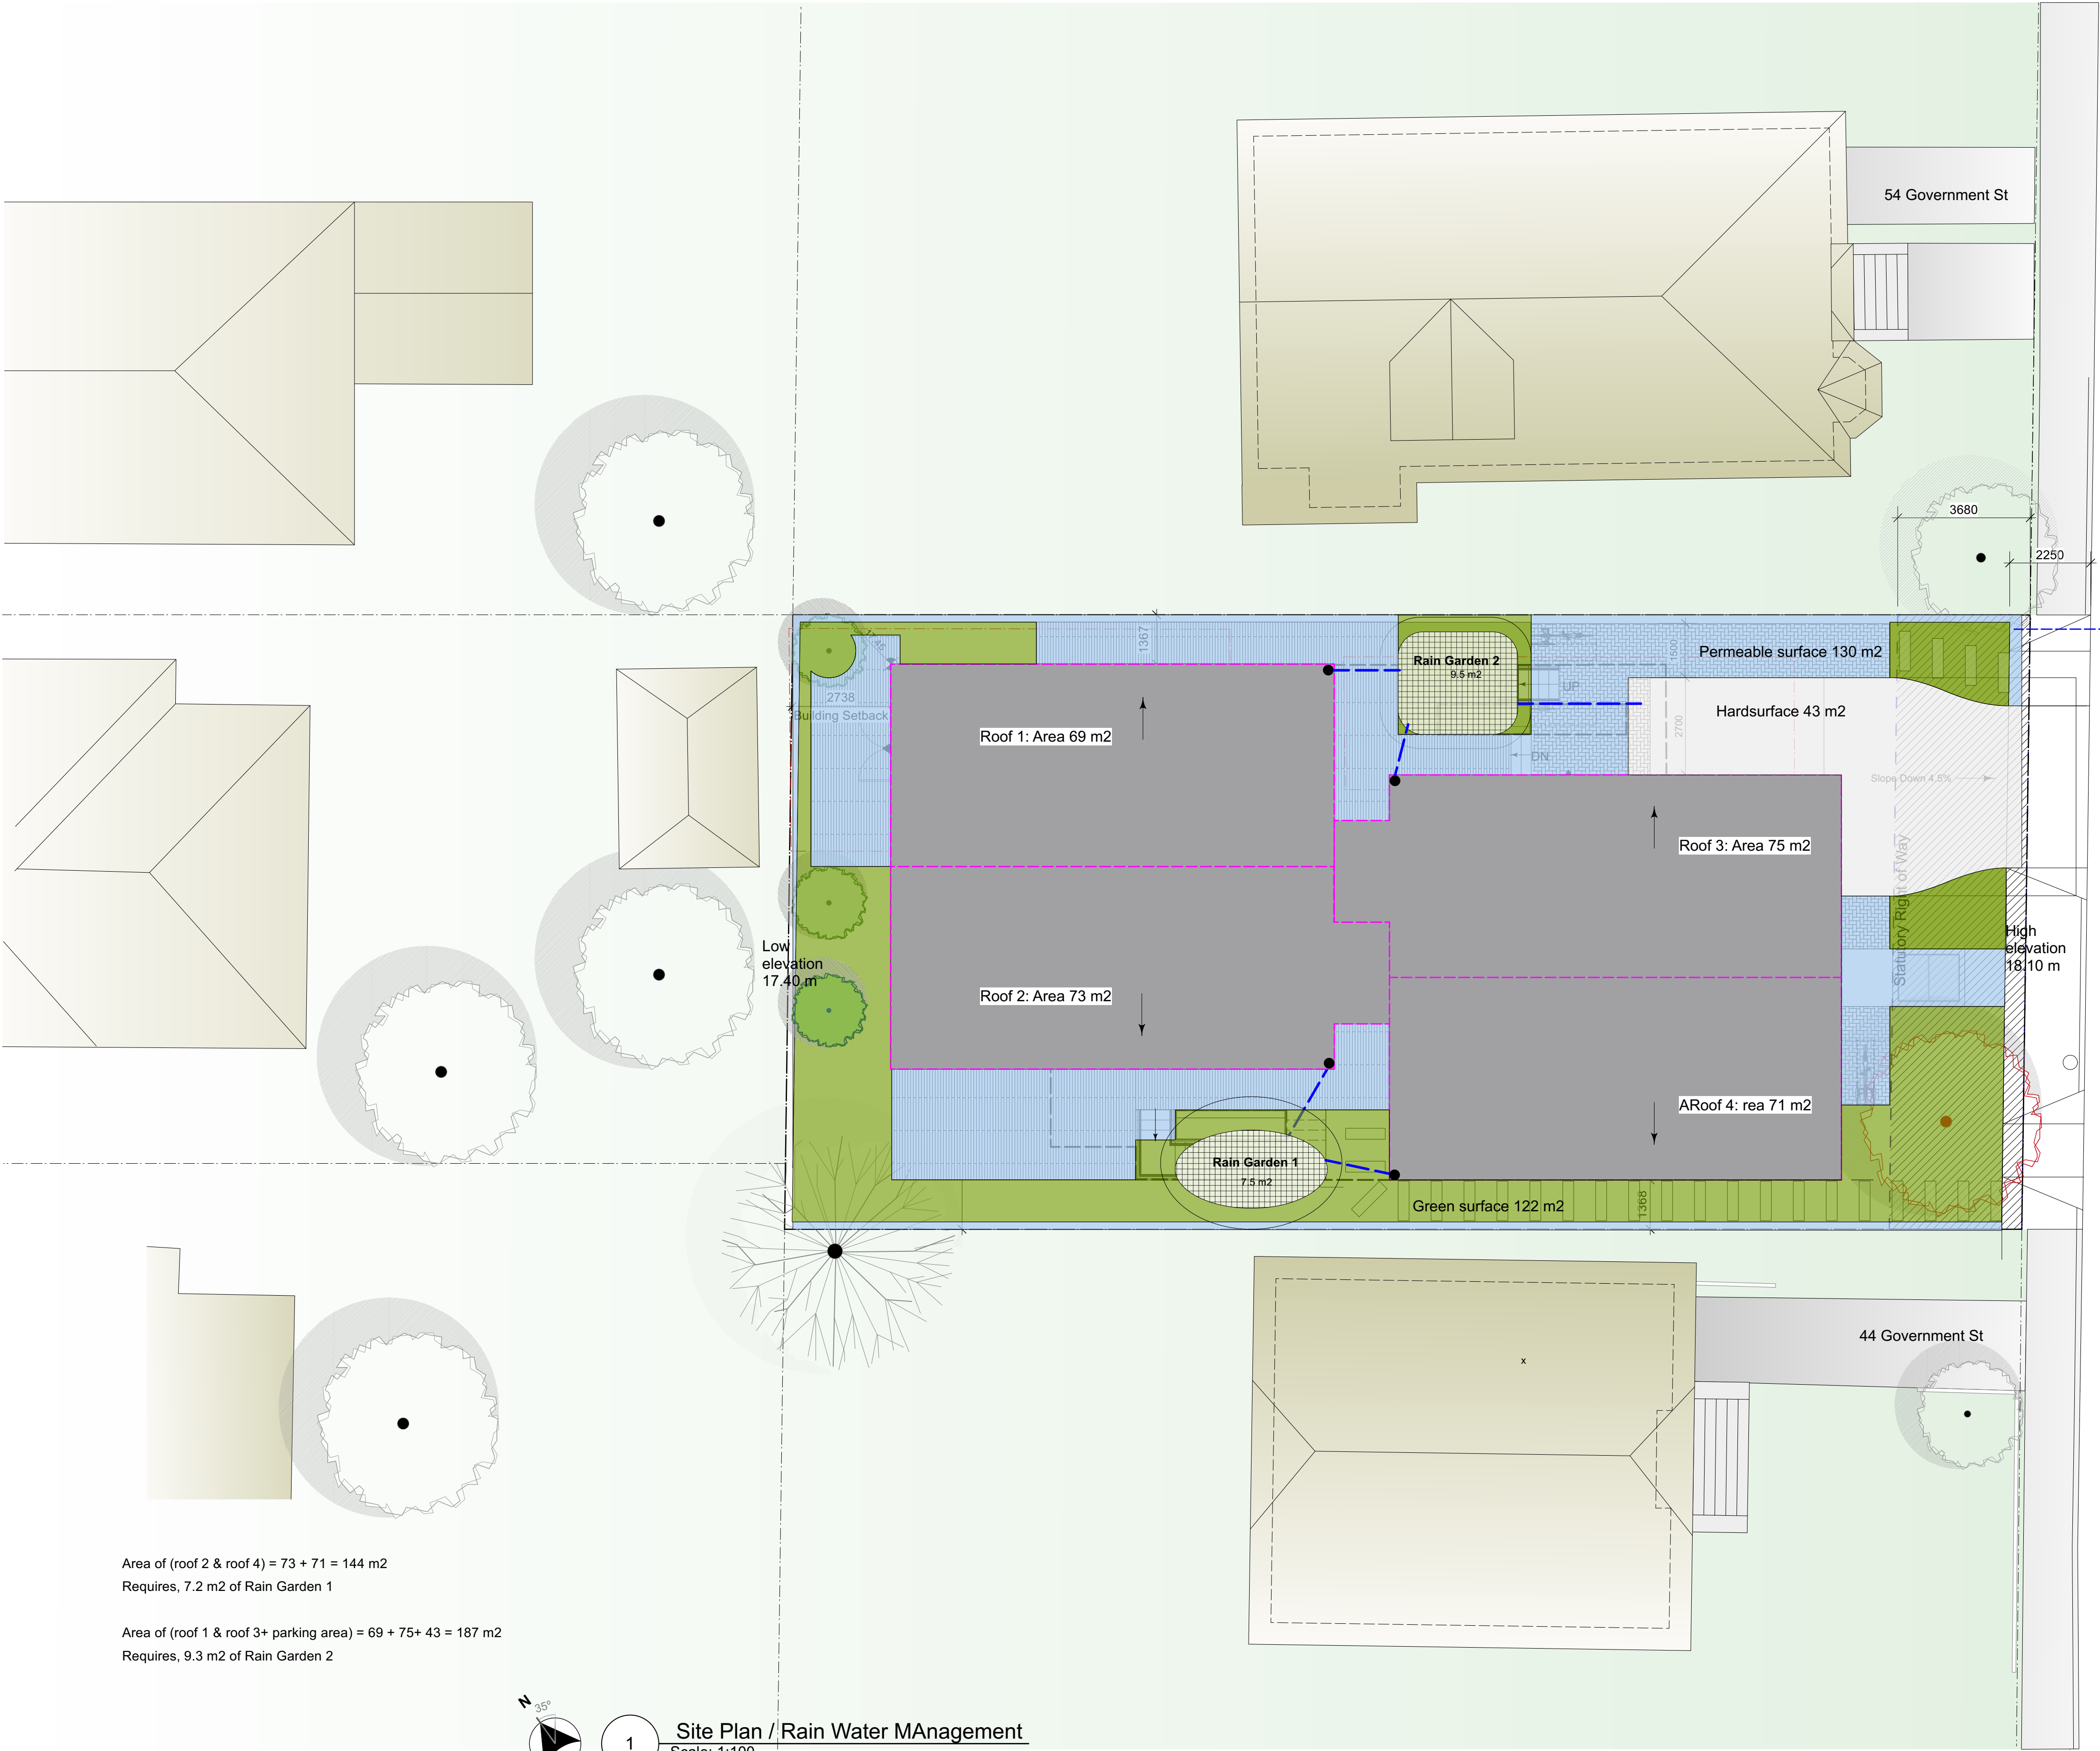 54 Government St
3680
2250
1367
1500
Permeable surface 130 m2
Rain Garden 2
9.5 m2
UP
2738
Building Setback
Hardsurface 43 m2
2700
Roof 1: Area 69 m2
DN
Slope Down 4.5%
Roof 3: Area 75 m2
Statutory Right of Way
Low
elevation
17.40 m
High
elevation
18.10 m
Roof 2: Area 73 m2
ARoof 4: rea 71 m2
Rain Garden 1
7.5 m2
Green surface 122 m2
1368
44 Government St
x
Area of (roof 2 & roof 4) = 73 + 71 = 144 m2
Requires, 7.2 m2 of Rain Garden 1
Area of (roof 1 & roof 3+ parking area) = 69 + 75+ 43 = 187 m2
Requires, 9.3 m2 of Rain Garden 2
N
35°
1
Site Plan / Rain Water MAnagement
Scale: 1:100